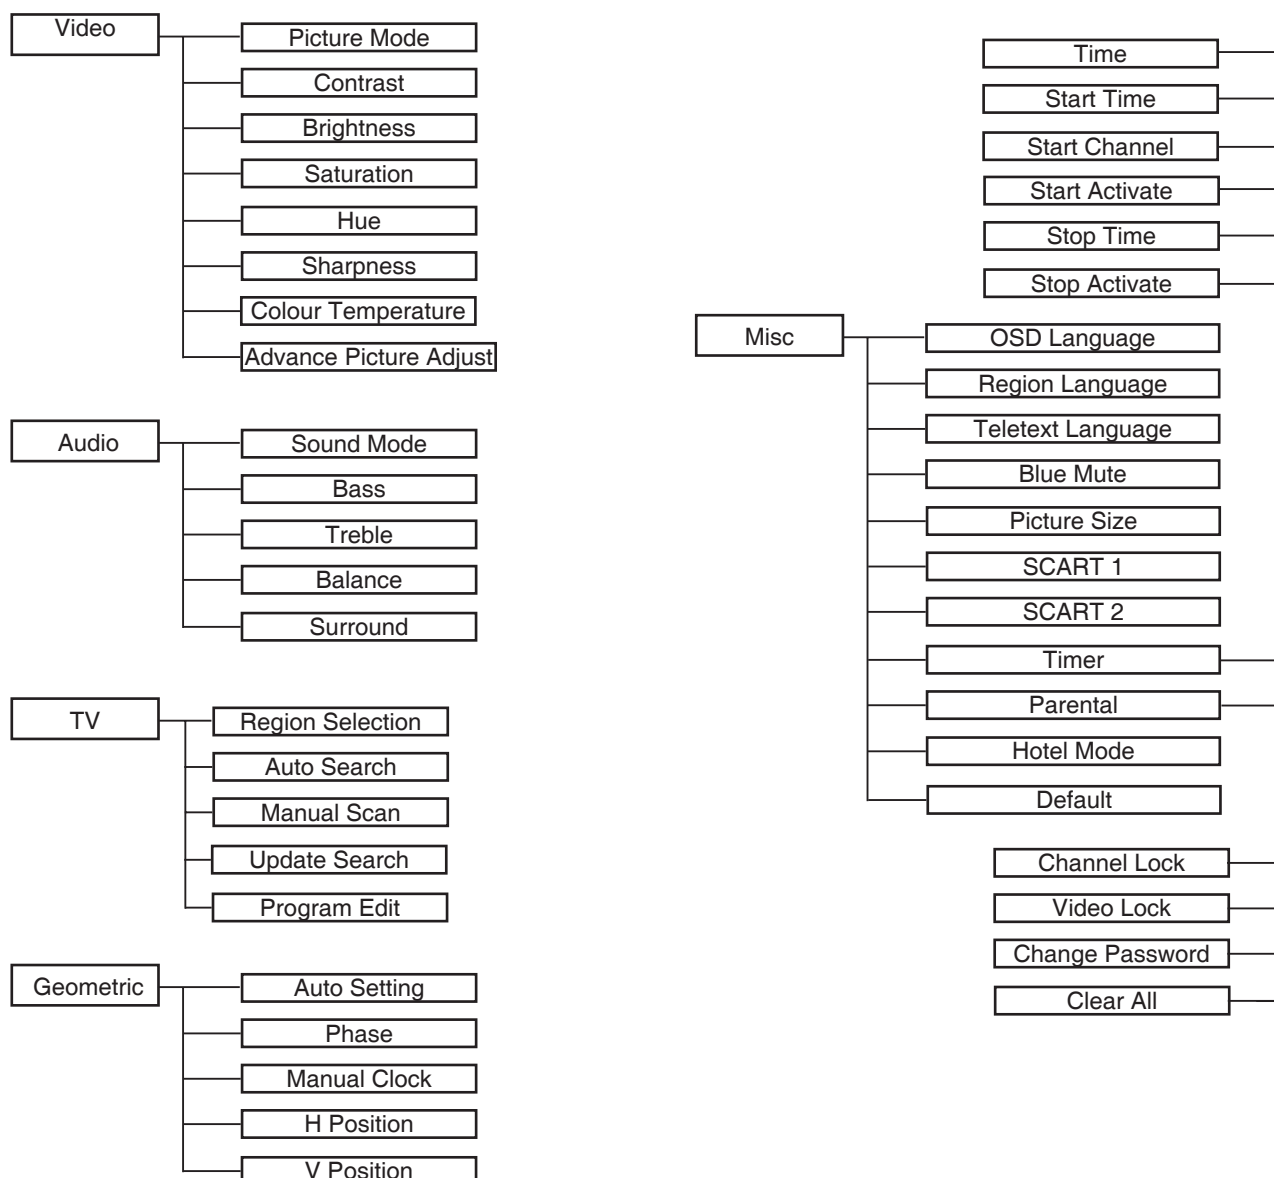 Video
Picture Mode
Contrast
Brightness
Saturation
Hue
Sharpness
Colour Temperature
Advance Picture Adjust
Audio
Sound Mode
Bass
Treble
Balance
Surround
TV
Region Selection
Auto Search
Manual Scan
Update Search
Program Edit
Geometric
Auto Setting
Phase
Manual Clock
H Position
V Position
Time
Start Time
Start Channel
Start Activate
Stop Time
Stop Activate
Misc
OSD Language
Region Language
Teletext Language
Blue Mute
Picture Size
SCART 1
SCART 2
Timer
Parental
Hotel Mode
Default
Channel Lock
Video Lock
Change Password
Clear All